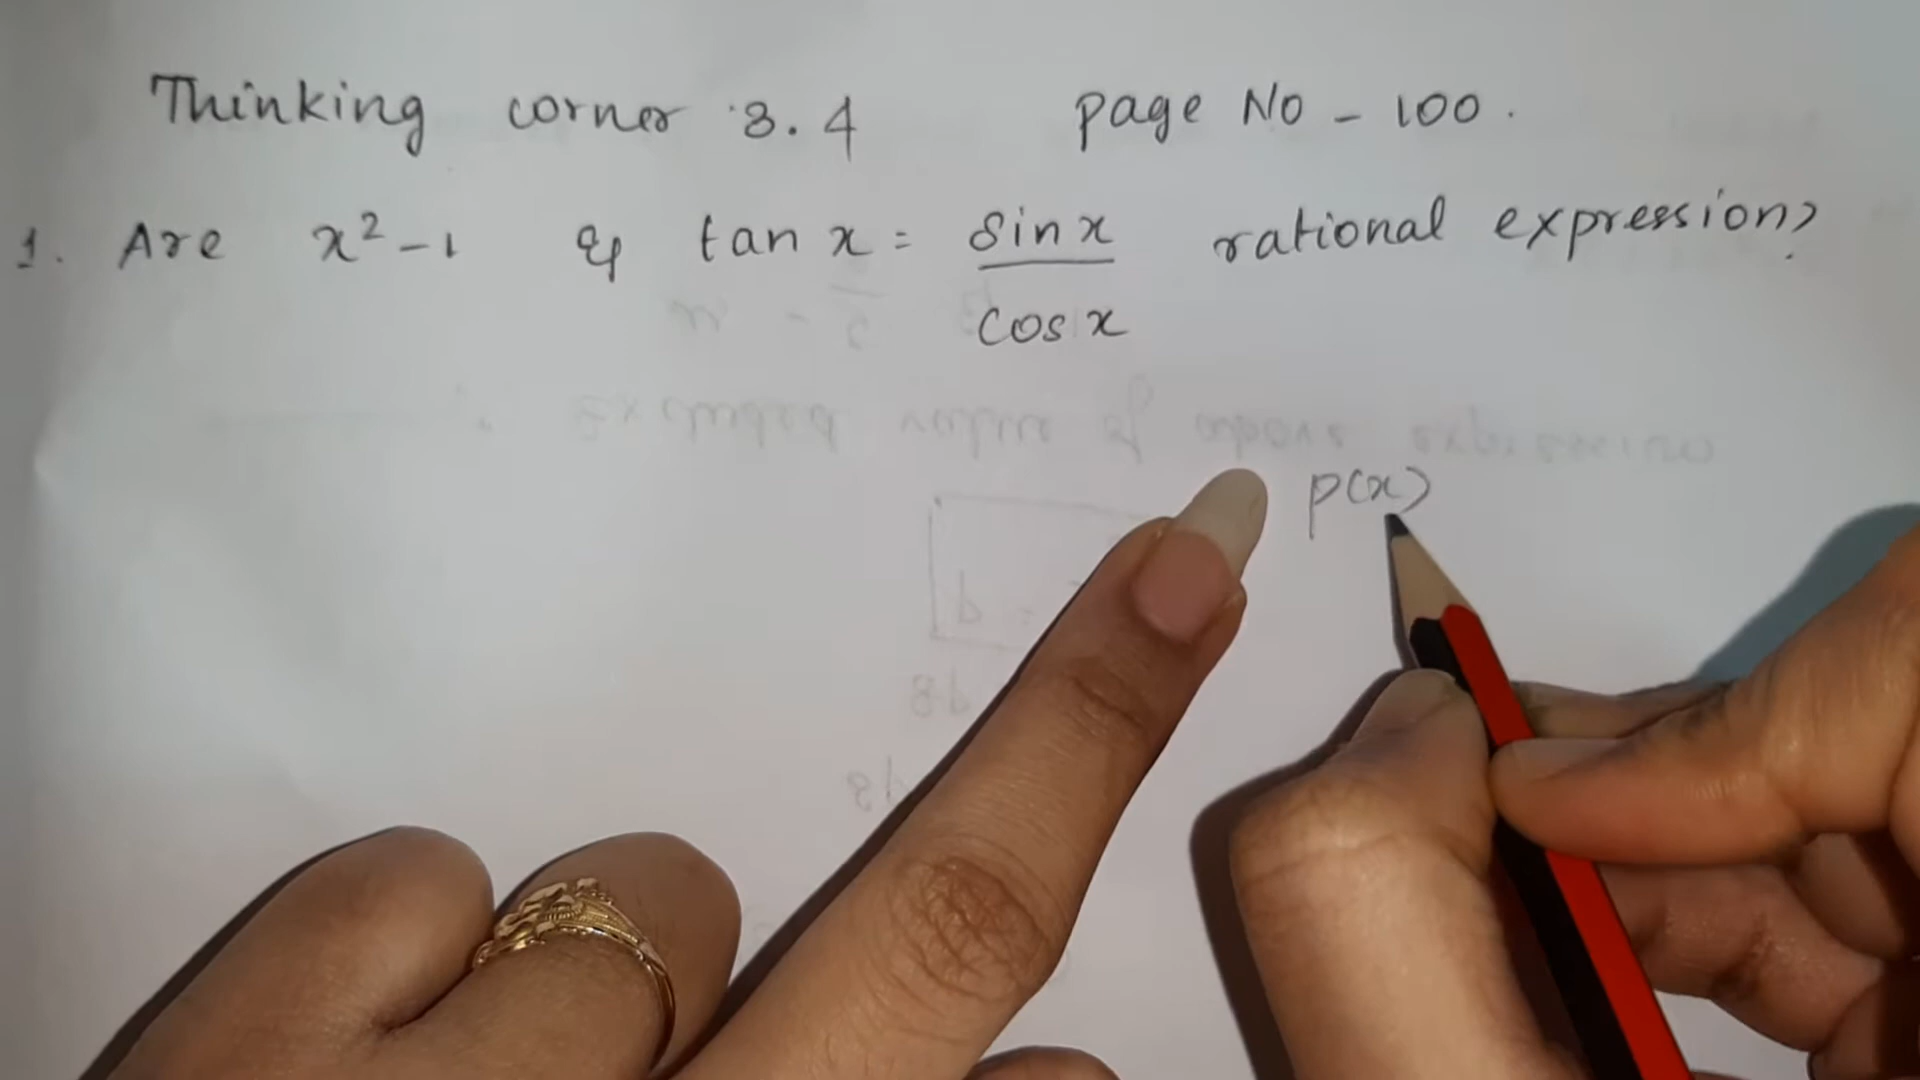 Thinking corner 3.4 page No - 100.
1. Are x² - 1 & tan x = sin x / cos x rational expression?
p(x)